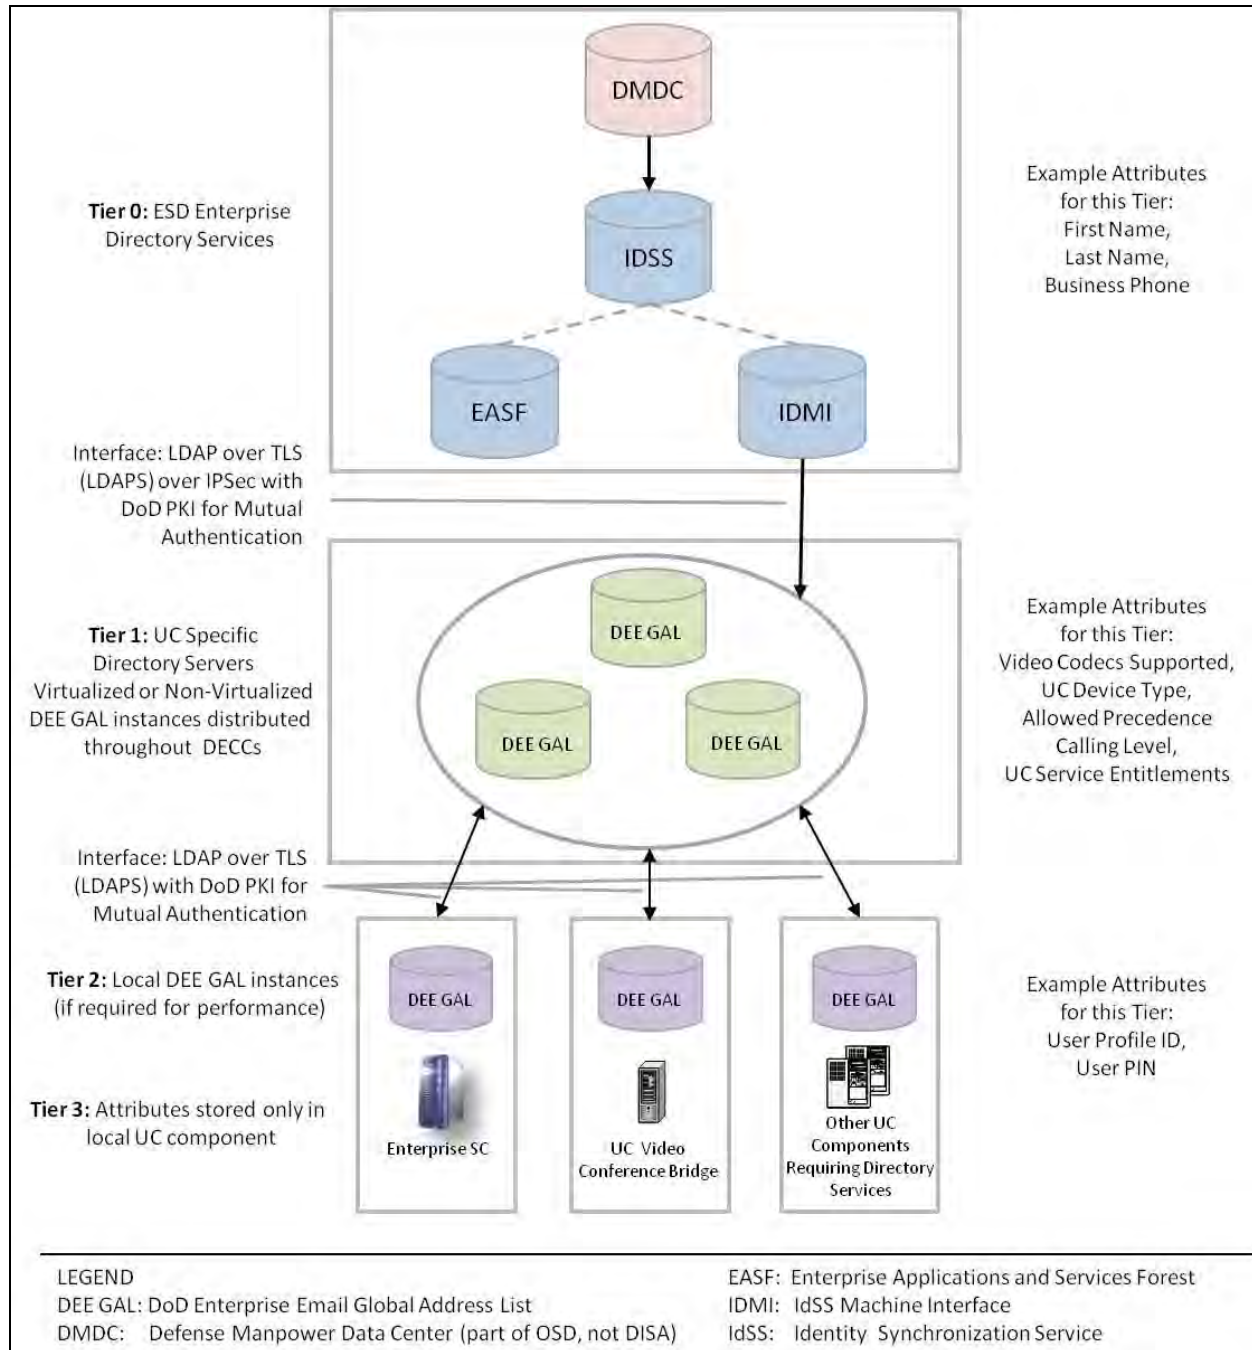 DMDC
Tier 0: ESD Enterprise
Directory Services
IDSS
Example Attributes
for this Tier:
First Name,
Last Name,
Business Phone
EASF
IDMI
Interface: LDAP over TLS
(LDAPS) over IPSec with
DoD PKI for Mutual
Authentication
Tier 1: UC Specific
Directory Servers
Virtualized or Non-Virtualized
DEE GAL instances distributed
throughout DECCs
DEE GAL
DEE GAL
DEE GAL
Example Attributes
for this Tier:
Video Codecs Supported,
UC Device Type,
Allowed Precedence
Calling Level,
UC Service Entitlements
Interface: LDAP over TLS
(LDAPS) with DoD PKI for
Mutual Authentication
Tier 2: Local DEE GAL instances
(if required for performance)
DEE GAL
DEE GAL
DEE GAL
Example Attributes
for this Tier:
User Profile ID,
User PIN
Tier 3: Attributes stored only in
local UC component
Enterprise SC
UC Video
Conference Bridge
Other UC
Components
Requiring Directory
Services
LEGEND
DEE GAL: DoD Enterprise Email Global Address List
DMDC: Defense Manpower Data Center (part of OSD, not DISA)
EASF: Enterprise Applications and Services Forest
IDMI: IdSS Machine Interface
IdSS: Identity Synchronization Service